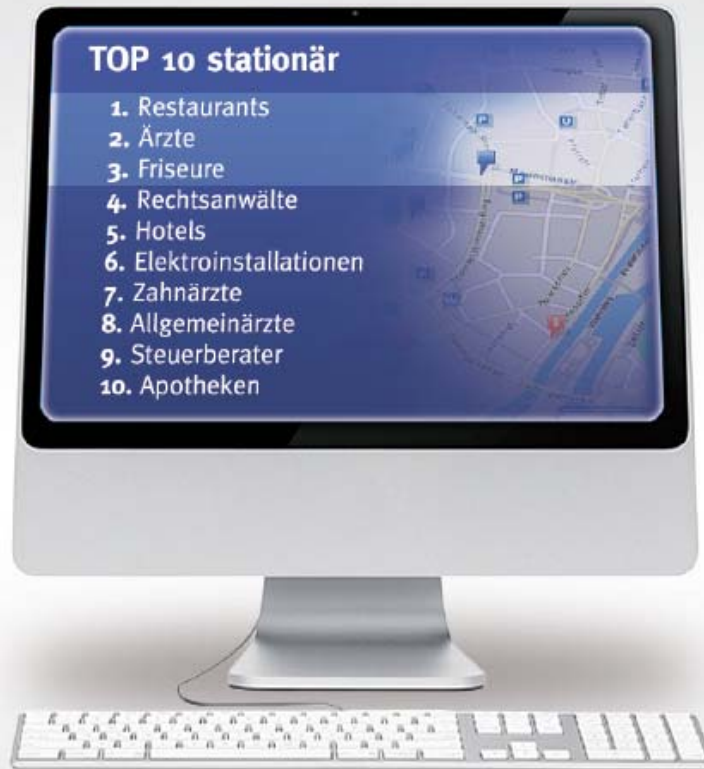 TOP 10 stationär
1. Restaurants
2. Ärzte
3. Friseure
4. Rechtsanwälte
5. Hotels
6. Elektroinstallationen
7. Zahnärzte
8. Allgemeinärzte
9. Steuerberater
10. Apotheken